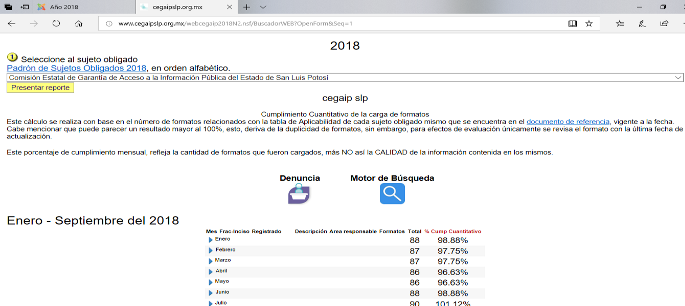 Año 2018
cegaipslp.org.mx
www.cegaipslp.org.mx/webcegaip2018N2.nsf/BuscadorWEB?OpenForm&Seq=1
2018
1 Seleccione al sujeto obligado
Padrón de Sujetos Obligados 2018, en orden alfabético.
Comisión Estatal de Garantía de Acceso a la Información Pública del Estado de San Luis Potosí
Presentar reporte
cegaip slp
Cumplimiento Cuantitativo de la carga de formatos
Este cálculo se realiza con base en el número de formatos relacionados con la tabla de Aplicabilidad de cada sujeto obligado mismo que se encuentra en el documento de referencia, vigente a la fecha.
Cabe mencionar que puede parecer un resultado mayor al 100%, esto, deriva de la duplicidad de formatos, sin embargo, para efectos de evaluación únicamente se revisa el formato con la última fecha de
actualización.
Este porcentaje de cumplimiento mensual, refleja la cantidad de formatos que fueron cargados, más NO así la CALIDAD de la información contenida en los mismos.
Denuncia Motor de Búsqueda
Enero - Septiembre del 2018
Mes Frac Inciso Registrado Descripción Area responsable Formatos Total % Cump Cuantitativo
Enero 88 98.88%
Febrero 87 97.75%
Marzo 87 97.75%
Abril 86 96.63%
Mayo 86 96.63%
Junio 88 98.88%
Julio 90 101.12%